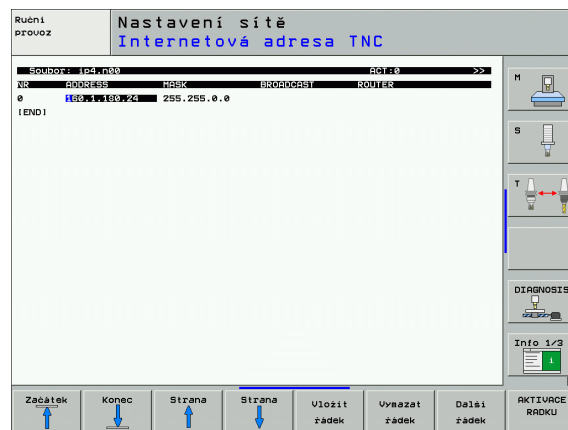 Ruční
provoz
Nastavení sítě
Internetová adresa TNC
Soubor: ip4.n00 ACT:0 >>
NR ADDRESS MASK BROADCAST ROUTER
0 160.1.180.24 255.255.0.0
[END]
M
S
T
DIAGNOSIS
Info 1/3
1
Začátek
Konec
Strana
Strana
Vložit
řádek
Vymazat
řádek
Další
řádek
AKTIVACE
RADKU